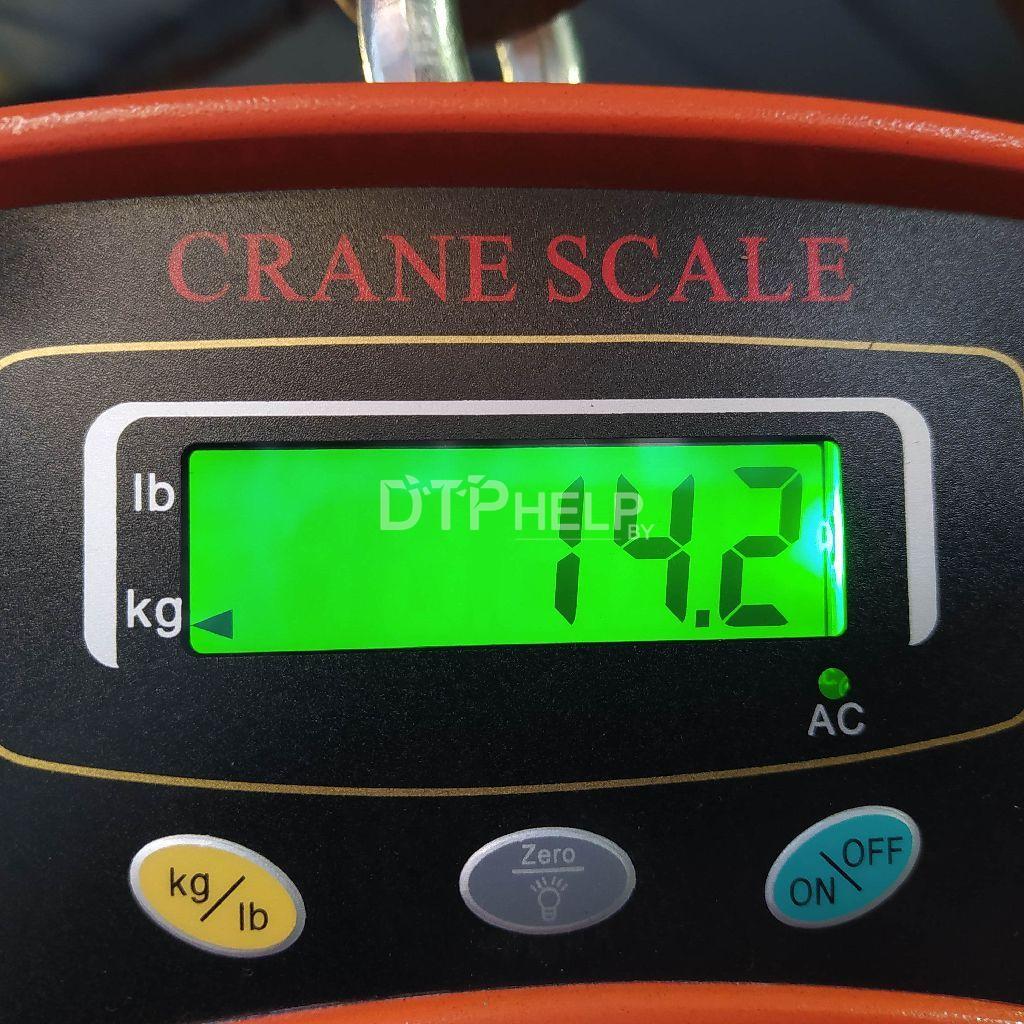 CRANE SCALE
lb
DTPHELP
BY
14.2
kg
AC
kg/lb
Zero
ON\OFF